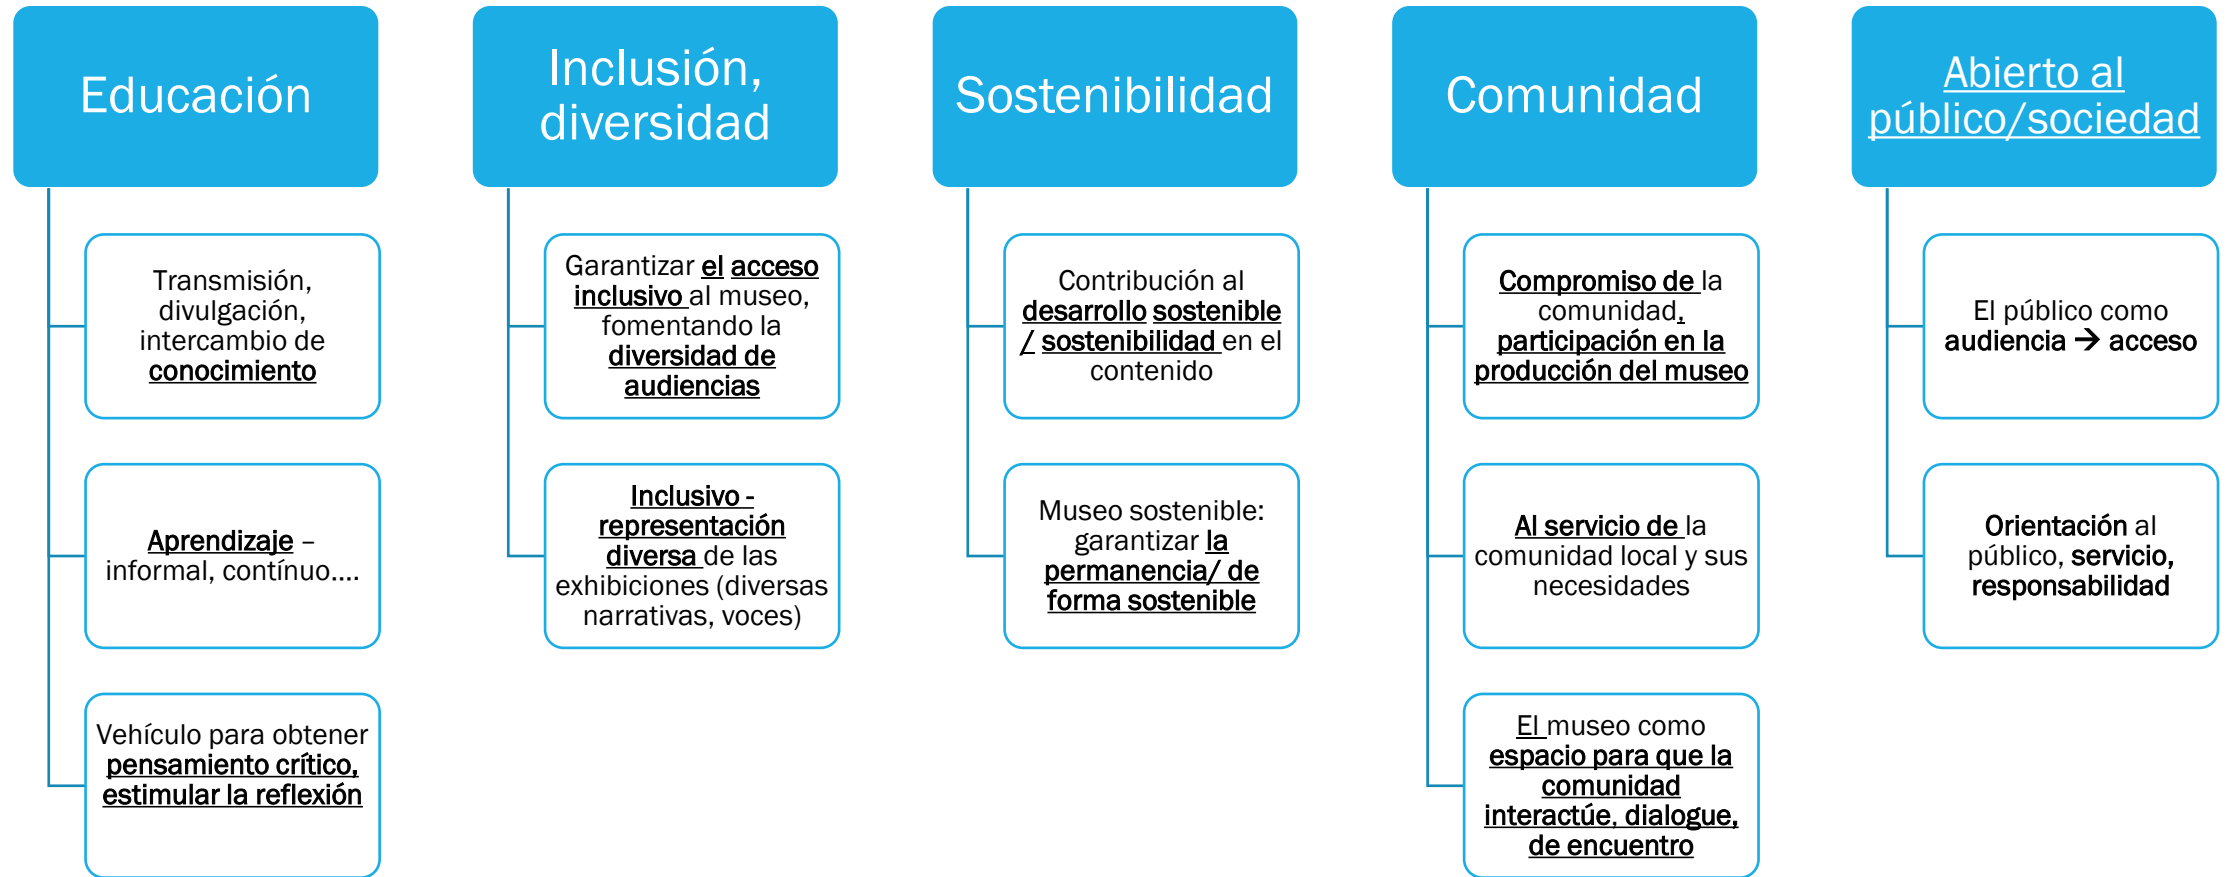 Educación
Transmisión,
divulgación,
intercambio de
conocimiento
Aprendizaje –
informal, contínuo....
Vehículo para obtener
pensamiento crítico,
estimular la reflexión
Inclusión,
diversidad
Garantizar el acceso
inclusivo al museo,
fomentando la
diversidad de
audiencias
Inclusivo -
representación
diversa de las
exhibiciones (diversas
narrativas, voces)
Sostenibilidad
Contribución al
desarrollo sostenible
/ sostenibilidad en el
contenido
Museo sostenible:
garantizar la
permanencia/ de
forma sostenible
Comunidad
Compromiso de la
comunidad,
participación en la
producción del museo
Al servicio de la
comunidad local y sus
necesidades
El museo como
espacio para que la
comunidad
interactúe, dialogue,
de encuentro
Abierto al
público/sociedad
El público como
audiencia → acceso
Orientación al
público, servicio,
responsabilidad